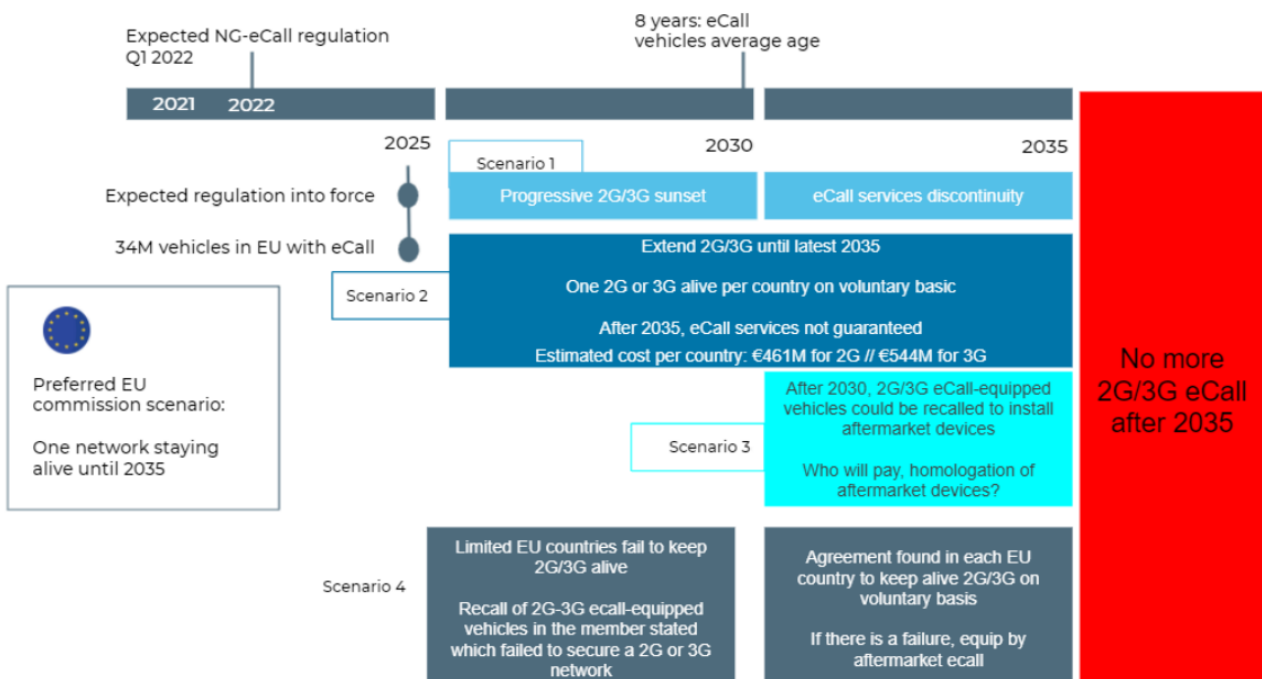 Expected NG-eCall regulation
Q1 2022
8 years: eCall
vehicles average age
2021
2022
2025
2030
2035
Scenario 1
Expected regulation into force
Progressive 2G/3G sunset
eCall services discontinuity
34M vehicles in EU with eCall
Extend 2G/3G until latest 2035
One 2G or 3G alive per country on voluntary basic
After 2035, eCall services not guaranteed
Estimated cost per country: €461M for 2G // €544M for 3G
Scenario 2
Preferred EU
commission scenario:
One network staying
alive until 2035
After 2030, 2G/3G eCall-equipped
vehicles could be recalled to install
aftermarket devices
Who will pay, homologation of
aftermarket devices?
Scenario 3
No more
2G/3G eCall
after 2035
Scenario 4
Limited EU countries fail to keep
2G/3G alive
Recall of 2G-3G ecall-equipped
vehicles in the member stated
which failed to secure a 2G or 3G
network
Agreement found in each EU
country to keep alive 2G/3G on
voluntary basis
If there is a failure, equip by
aftermarket ecall